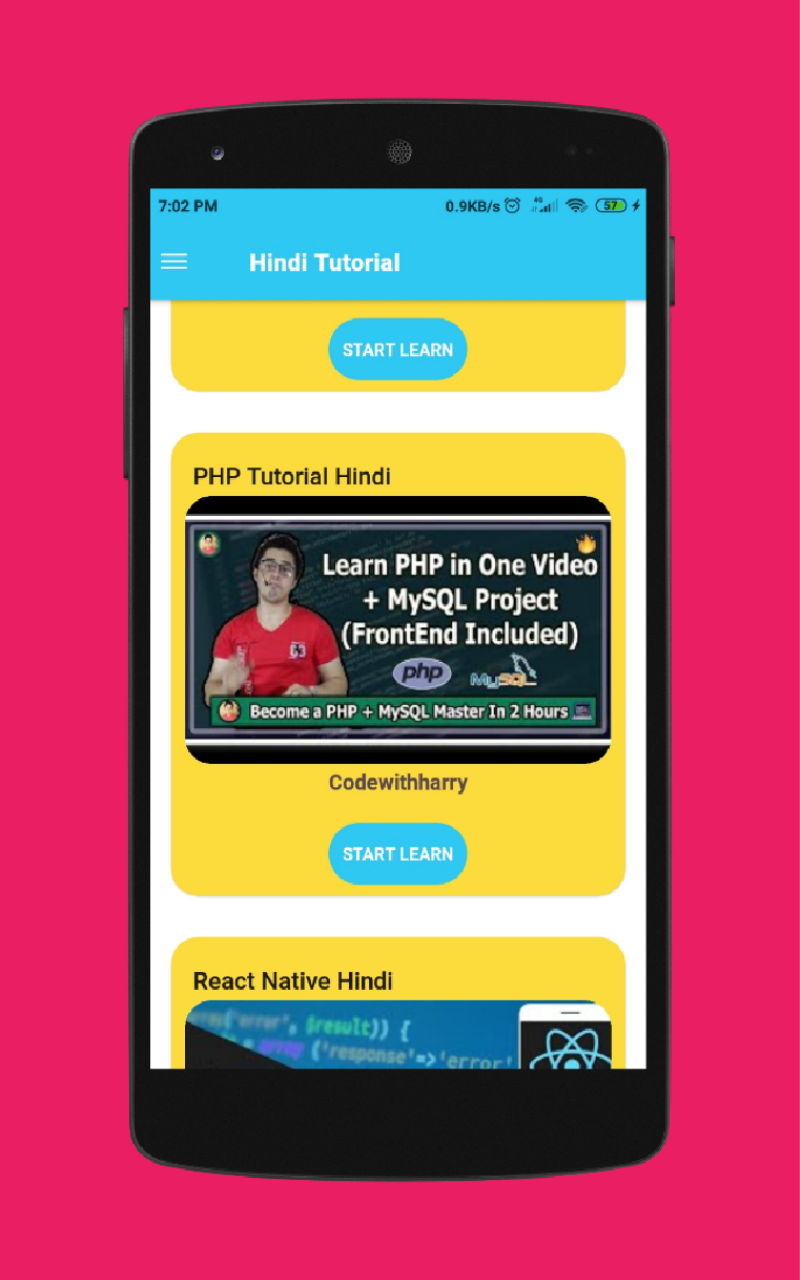 7:02 PM 0.9KB/s 4G 57
Hindi Tutorial
START LEARN
PHP Tutorial Hindi
Learn PHP in One Video
+ MySQL Project
(FrontEnd Included)
php MySQL
Become a PHP + MySQL Master In 2 Hours
Codewithharry
START LEARN
React Native Hindi
'error', $result)) {
= array ('response'=>'error'